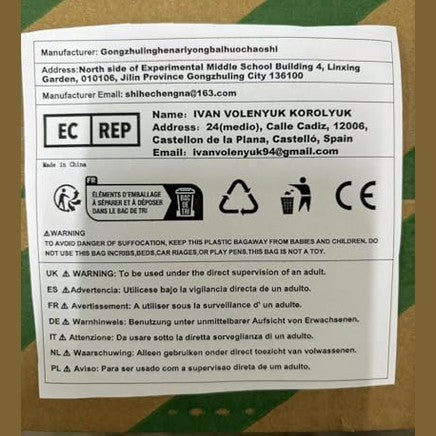 Manufacturer: Gongzhulinghenariyongbaihuochaoshi
Address:North side of Experimental Middle School Building 4, Linxing
Garden, 010106, Jilin Province Gongzhuling City 136100
Manufacturer Email: shihechengna@163.com
EC REP
Name: IVAN VOLENYUK KOROLYUK
Address: 24(medio), Calle Cadiz, 12006,
Castellon de la Plana, Castelló, Spain
Email: ivanvolenyuk94@gmail.com
Made in China
FR
ÉLÉMENTS D'EMBALLAGE
À SÉPARER ET À DÉPOSER
DANS LE BAC DE TRI
BAC
DE
TRI
CE
⚠WARNING
TO AVOID DANGER OF SUFFOCATION, KEEP THIS PLASTIC BAGAWAY FROM BABIES AND CHILDREN, DO
NOT USE THIS BAG INCRIBS,BEDS,CAR RIAGES,OR PLAY PENS.THIS BAG IS NOT A TOY.
UK ⚠ WARNING: To be used under the direct supervision of an adult.
ES ⚠Advertencia: Utilicese bajo la vigilancia directa de un adulto.
FR ⚠ Avertissement: A utiliser sous la surveillance d' un adulte.
DE ⚠ Warnhinweis: Benutzung unter unmittelbarer Aufsicht von Erwachsenen.
IT ⚠ Attenzione: Da usare sotto la diretta sorveglianza di un adulto.
NL ⚠ Waarschuwing: Alleen gebruiken onder direct toezicht van volwassenen.
PL ⚠ Aviso: Para ser usado com a supervisao direta de um adulto.